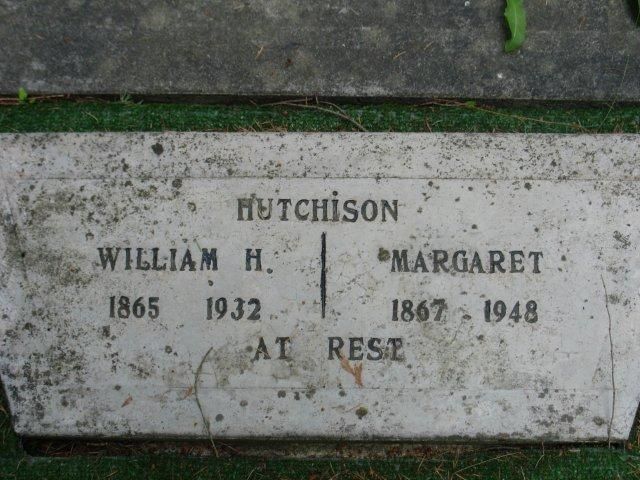 HUTCHISON
WILLIAM H. MARGARET
1865 1932 1867 - 1948
AT REST